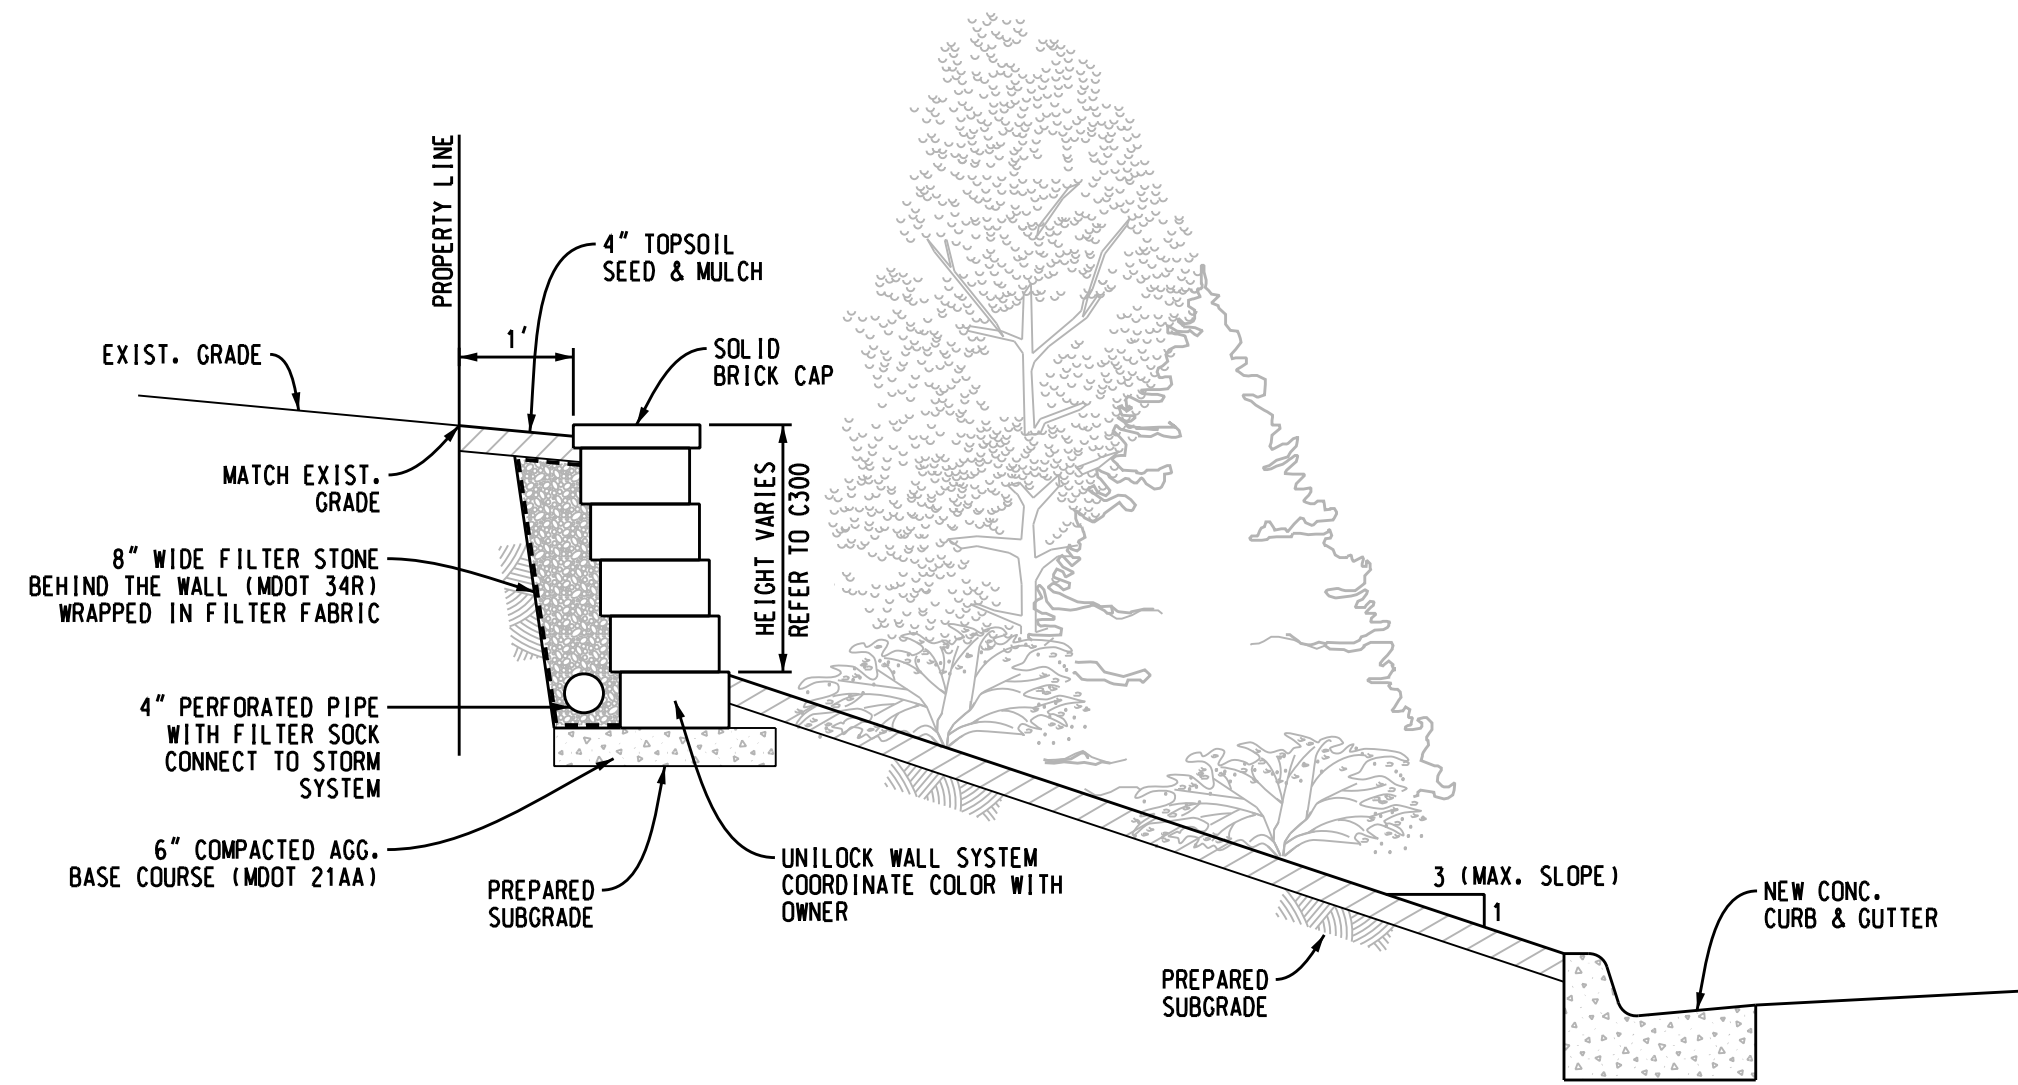 PROPERTY LINE
4" TOPSOIL
SEED & MULCH
1'
EXIST. GRADE
SOLID
BRICK CAP
MATCH EXIST.
GRADE
HEIGHT VARIES
REFER TO C300
8" WIDE FILTER STONE
BEHIND THE WALL (MDOT 34R)
WRAPPED IN FILTER FABRIC
4" PERFORATED PIPE
WITH FILTER SOCK
CONNECT TO STORM
SYSTEM
6" COMPACTED AGG.
BASE COURSE (MDOT 21AA)
PREPARED
SUBGRADE
UNILOCK WALL SYSTEM
COORDINATE COLOR WITH
OWNER
3 (MAX. SLOPE)
1
NEW CONC.
CURB & GUTTER
PREPARED
SUBGRADE